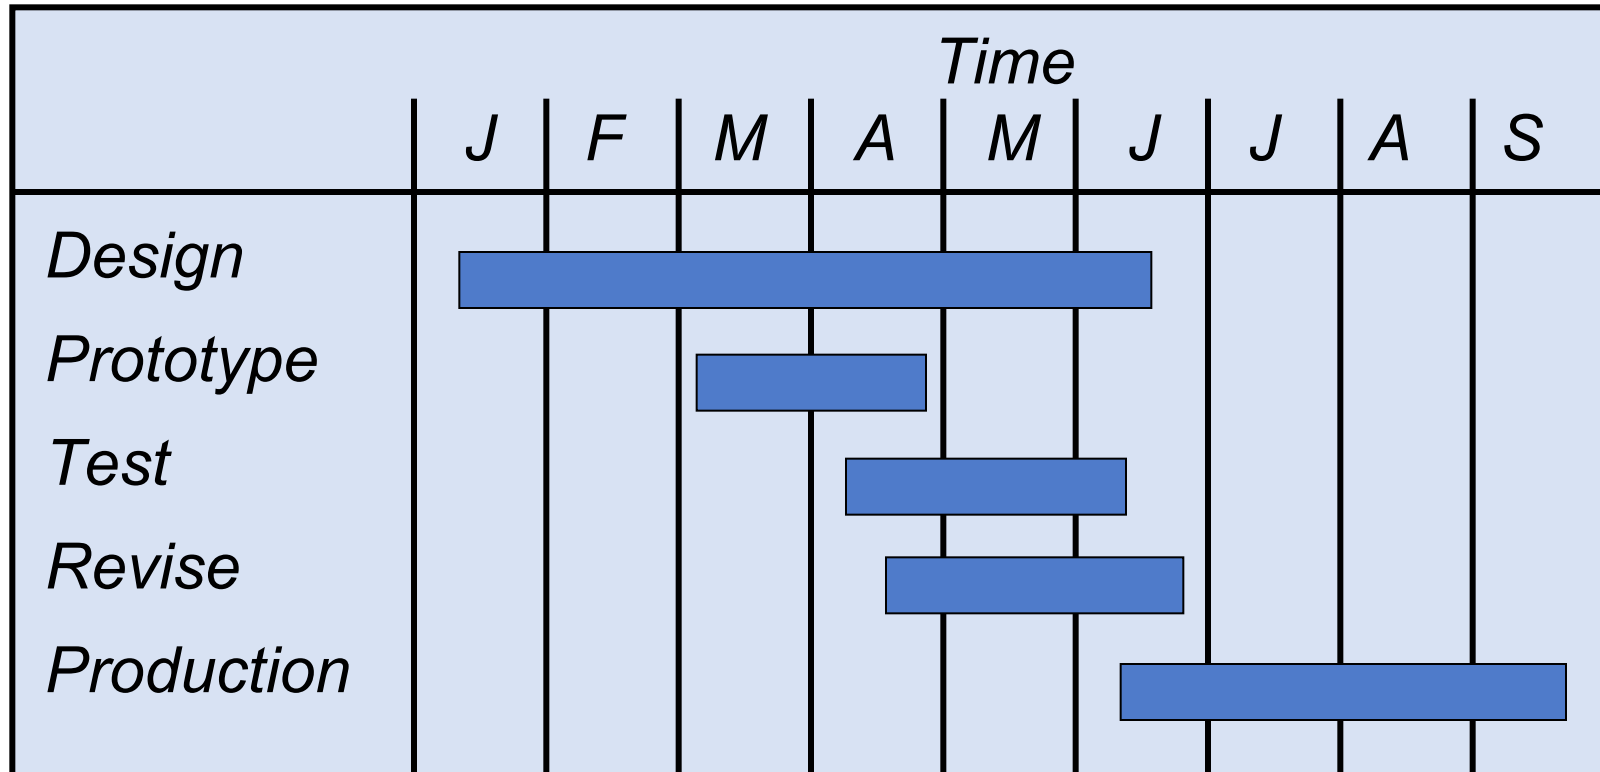 Time
J F M A M J J A S
Design
Prototype
Test
Revise
Production